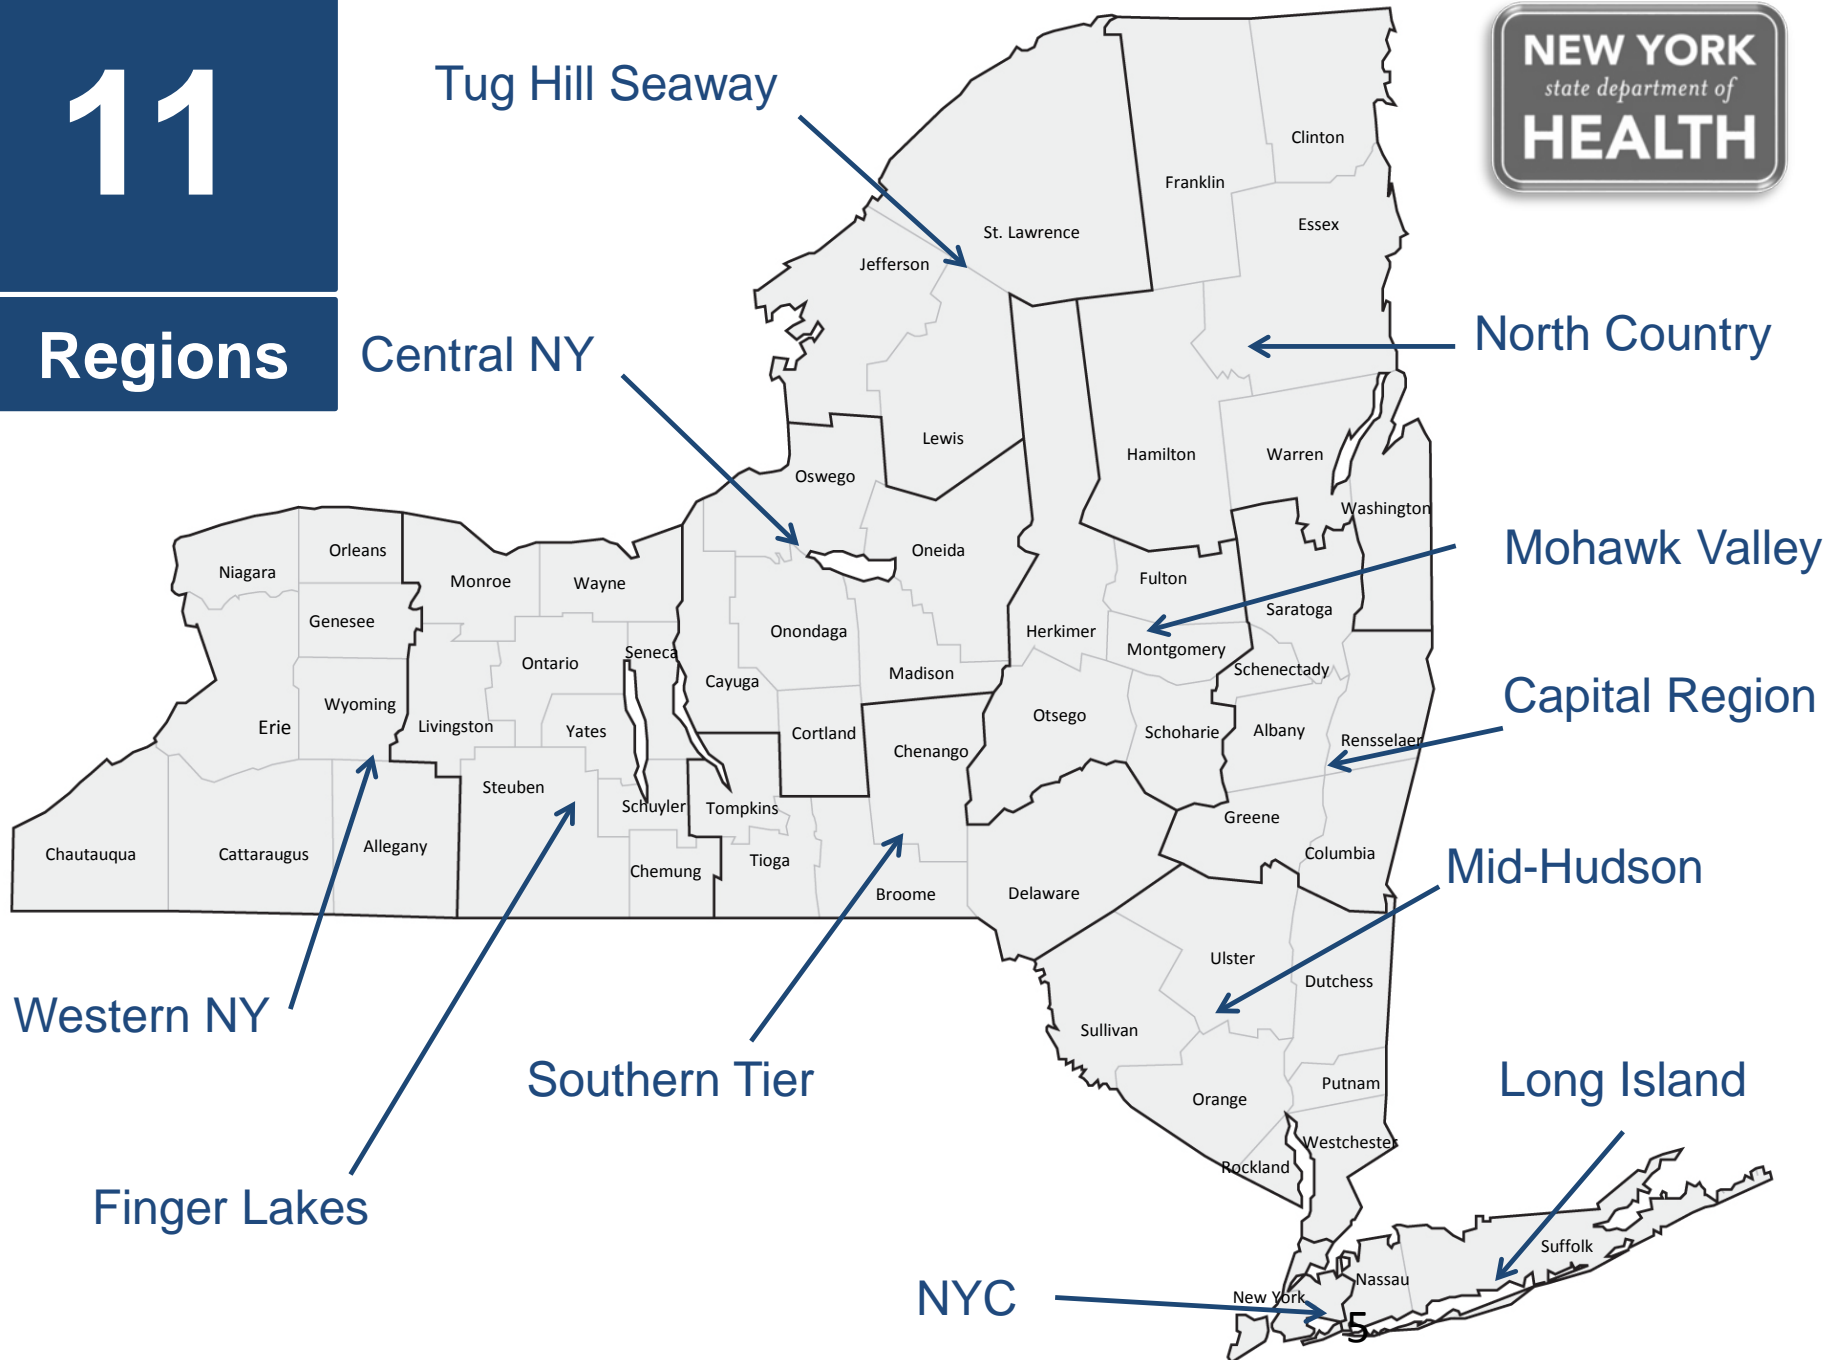 11
Regions
NEW YORK
state department of
HEALTH
Tug Hill Seaway
Central NY
North Country
Mohawk Valley
Capital Region
Mid-Hudson
Long Island
NYC
Southern Tier
Finger Lakes
Western NY
Clinton
Franklin
Essex
St. Lawrence
Jefferson
Lewis
Hamilton
Warren
Washington
Oswego
Oneida
Orleans
Niagara
Monroe
Wayne
Genesee
Fulton
Saratoga
Herkimer
Montgomery
Onondaga
Seneca
Ontario
Cayuga
Madison
Schenectady
Wyoming
Erie
Livingston
Yates
Cortland
Chenango
Otsego
Schoharie
Albany
Rensselaer
Steuben
Schuyler
Tompkins
Greene
Chautauqua
Cattaraugus
Allegany
Chemung
Tioga
Broome
Delaware
Columbia
Ulster
Dutchess
Sullivan
Orange
Putnam
Westchester
Rockland
Suffolk
Nassau
New York
5